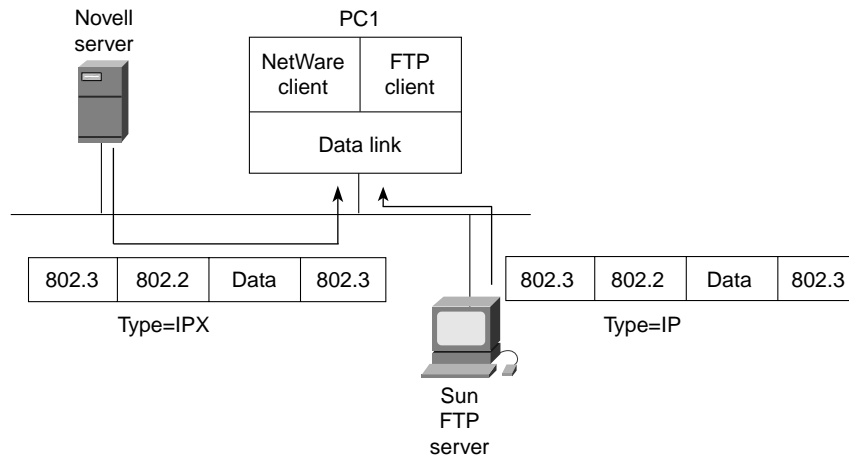 Novell
server
PC1
NetWare
client
FTP
client
Data link
802.3 802.2 Data 802.3
Type=IPX
802.3 802.2 Data 802.3
Type=IP
Sun
FTP
server